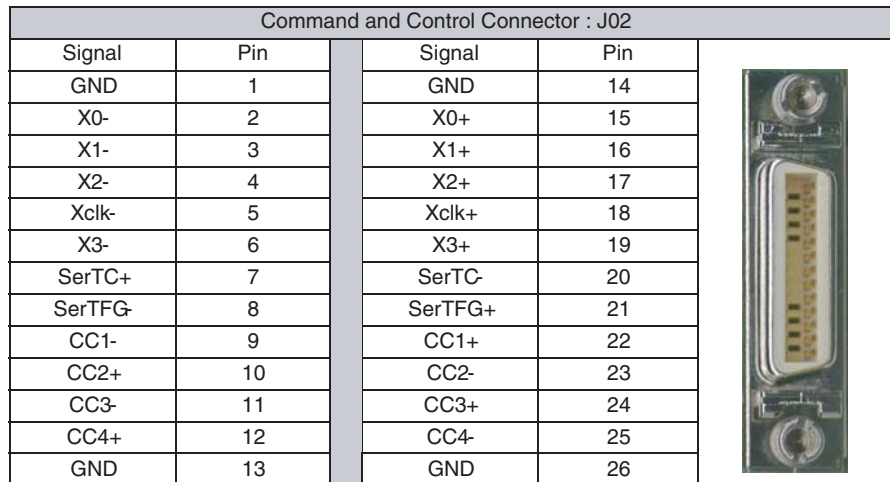 Command and Control Connector : J02
Signal Pin Signal Pin
GND 1 GND 14
X0- 2 X0+ 15
X1- 3 X1+ 16
X2- 4 X2+ 17
Xclk- 5 Xclk+ 18
X3- 6 X3+ 19
SerTC+ 7 SerTC- 20
SerTFG- 8 SerTFG+ 21
CC1- 9 CC1+ 22
CC2+ 10 CC2- 23
CC3- 11 CC3+ 24
CC4+ 12 CC4- 25
GND 13 GND 26